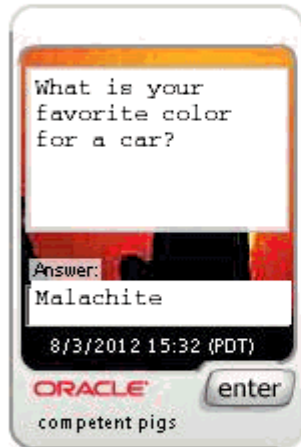 What is your
favorite color
for a car?
Answer:
Malachite
8/3/2012 15:32 (PDT)
ORACLE
enter
competent pigs